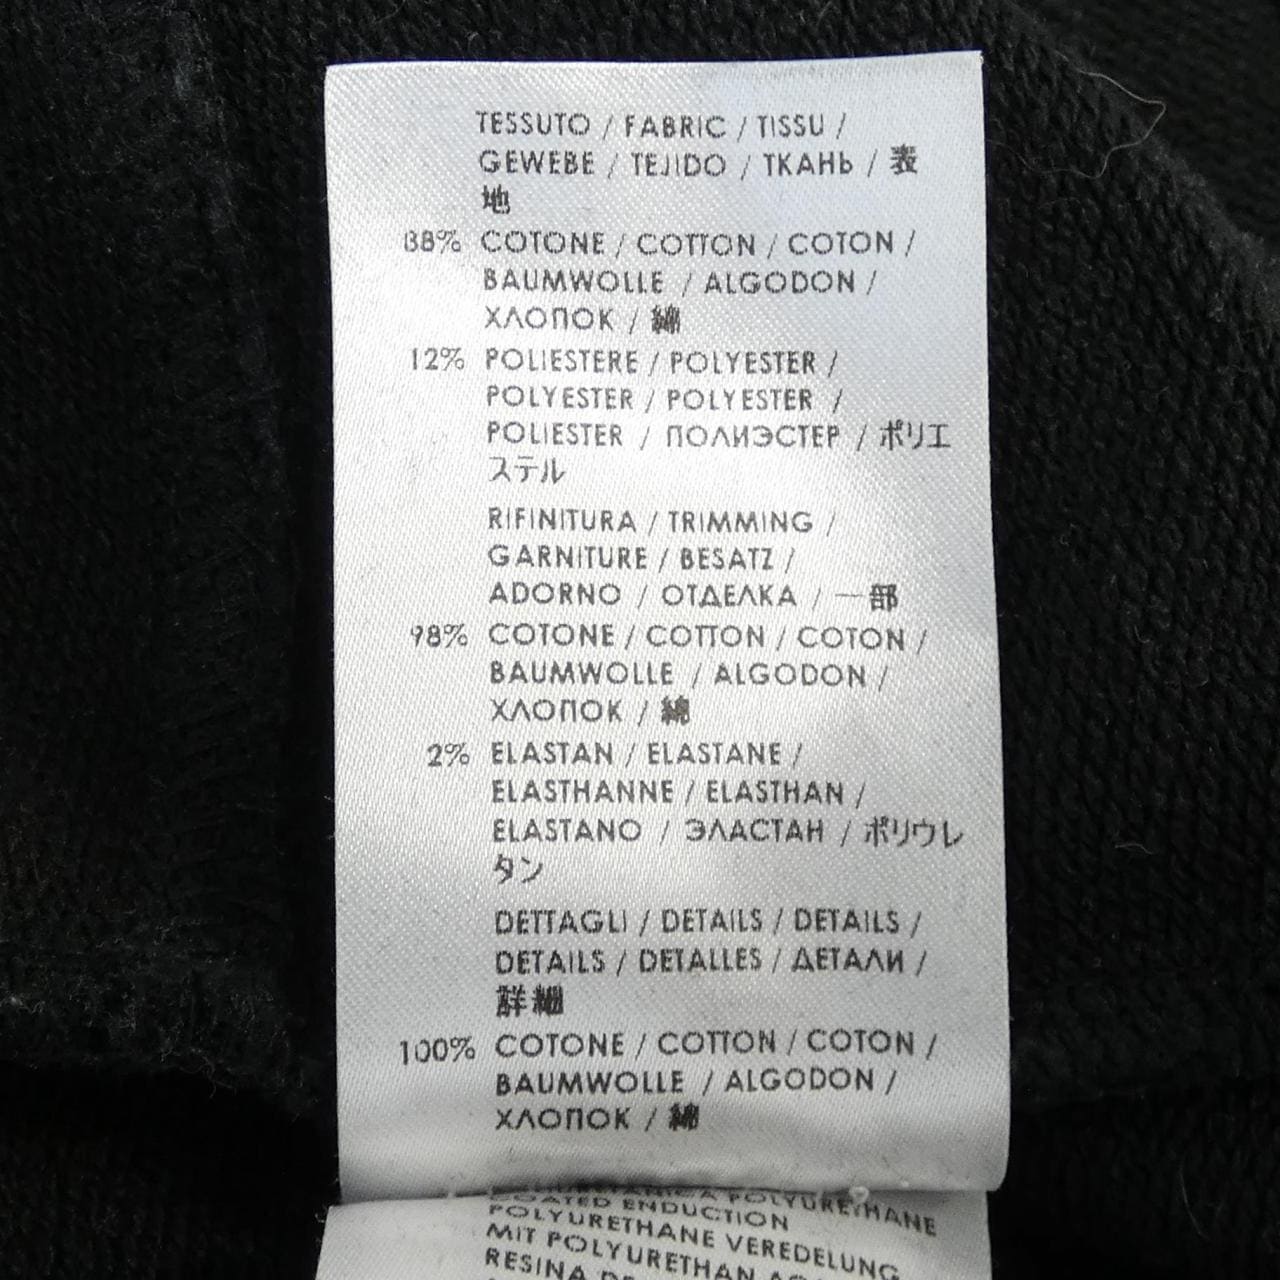 TESSUTO / FABRIC / TISSU /
GEWEBE / TEJIDO / ТКАНЬ / 表
地
88% COTONE / COTTON / COTON /
BAUMWOLLE / ALGODON /
ХЛОПОК / 綿
12% POLIESTERE / POLYESTER /
POLYESTER / POLYESTER /
POLIESTER / ПОЛИЭСТЕР / ポリエ
ステル
RIFINITURA / TRIMMING /
GARNITURE / BESATZ /
ADORNO / ОТДЕЛКА / 一部
98% COTONE / COTTON / COTON /
BAUMWOLLE / ALGODON /
ХЛОПОК / 綿
2% ELASTAN / ELASTANE /
ELASTHANNE / ELASTHAN /
ELASTANO / ЭЛАСТАН / ポリウレ
タン
DETTAGLI / DETAILS / DETAILS /
DETAILS / DETALLES / ДЕТАЛИ /
詳細
100% COTONE / COTTON / COTON /
BAUMWOLLE / ALGODON /
ХЛОПОК / 綿
POLYURETHANE
COATED ENDUCTION
POLYURETHANE VEREDELUNG
MIT POLYURETHAN
RESINA